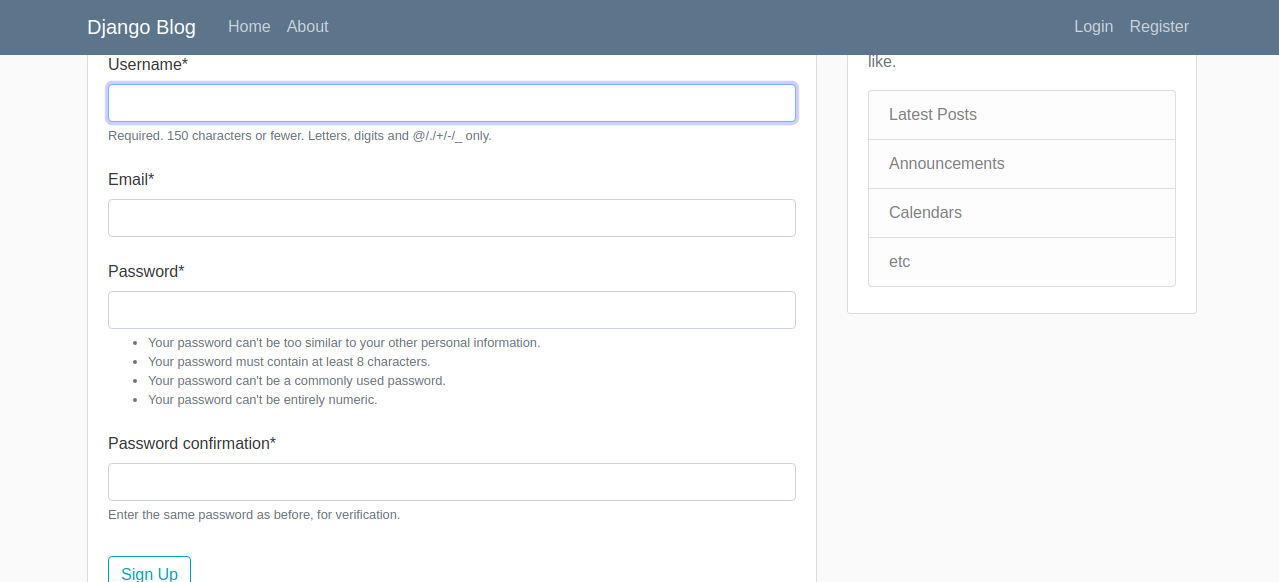 Django Blog Home About Login Register
Username*
Required. 150 characters or fewer. Letters, digits and @/./+/-/_ only.
Email*
Password*
Your password can't be too similar to your other personal information.
Your password must contain at least 8 characters.
Your password can't be a commonly used password.
Your password can't be entirely numeric.
Password confirmation*
Enter the same password as before, for verification.
Sign Up
like.
Latest Posts
Announcements
Calendars
etc